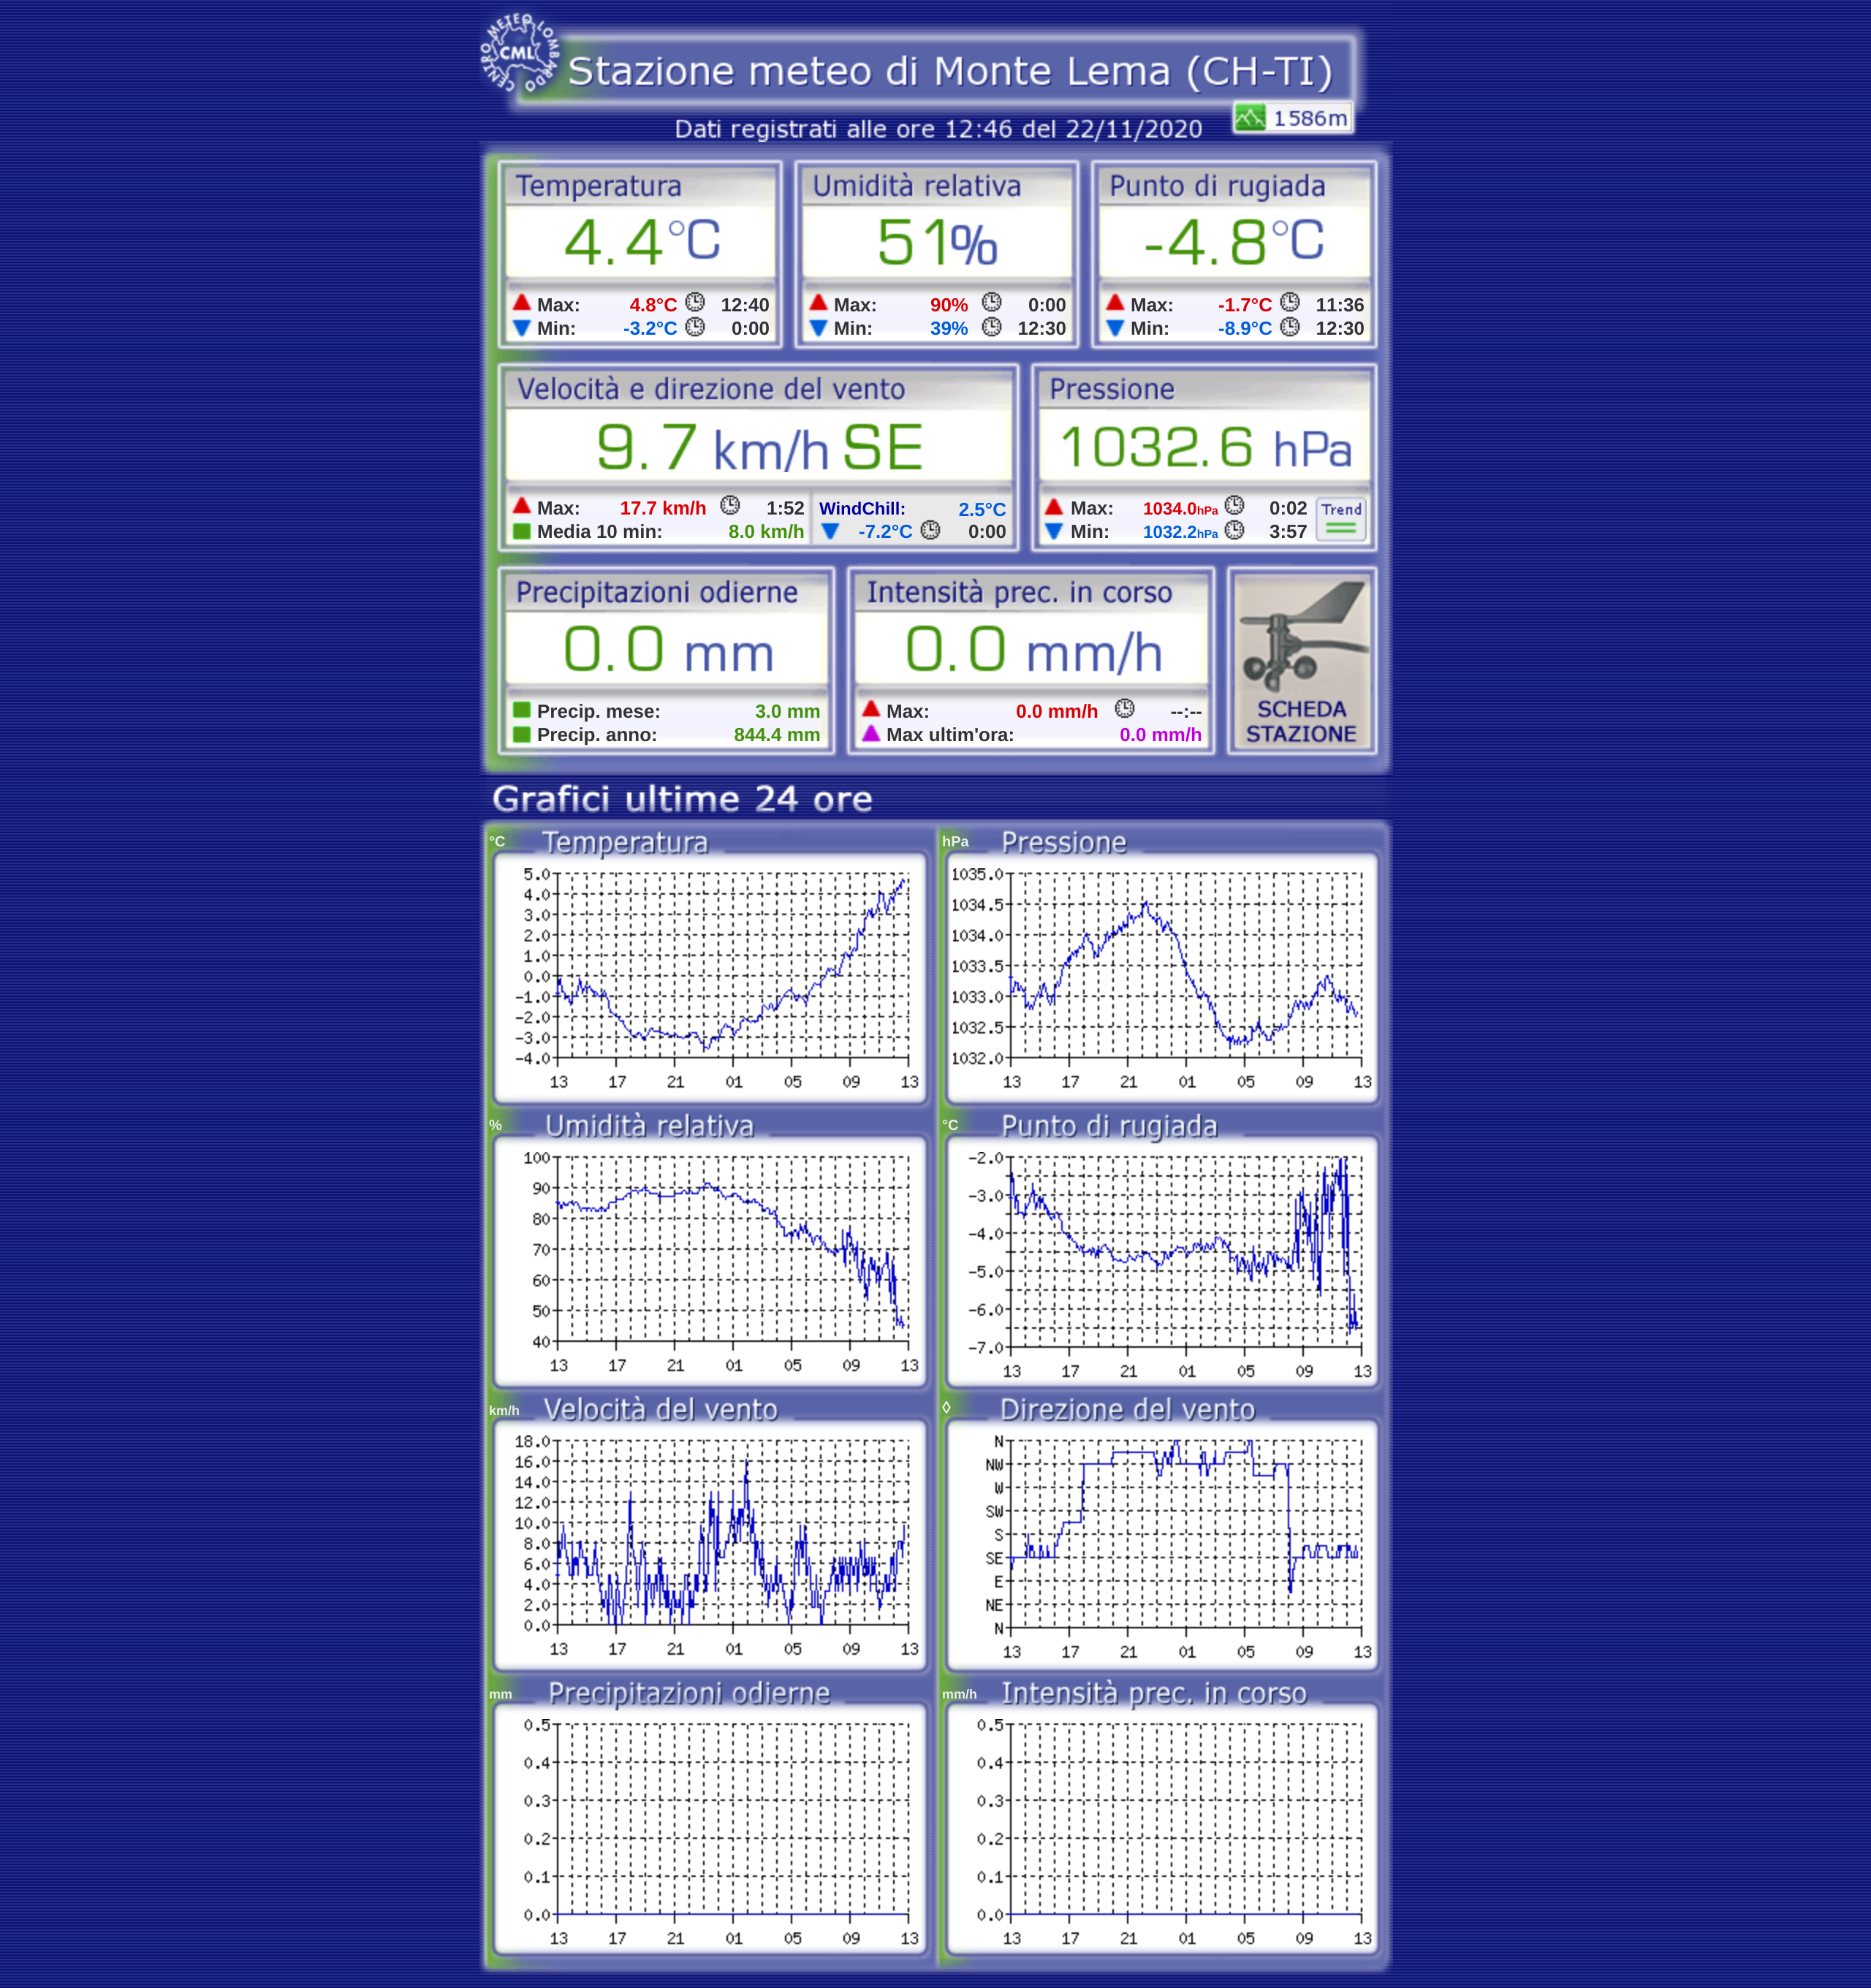 CENTRO METEO LOMBARDO
CML
Stazione meteo di Monte Lema (CH-TI)
1586m
Dati registrati alle ore 12:46 del 22/11/2020
Temperatura
4.4°C
Max: 4.8°C 12:40
Min: -3.2°C 0:00
Umidità relativa
51%
Max: 90% 0:00
Min: 39% 12:30
Punto di rugiada
-4.8°C
Max: -1.7°C 11:36
Min: -8.9°C 12:30
Velocità e direzione del vento
9.7 km/h SE
Max: 17.7 km/h 1:52
Media 10 min: 8.0 km/h
WindChill: 2.5°C
-7.2°C 0:00
Pressione
1032.6 hPa
Max: 1034.0hPa 0:02
Min: 1032.2hPa 3:57
Trend
Precipitazioni odierne
0.0 mm
Precip. mese: 3.0 mm
Precip. anno: 844.4 mm
Intensità prec. in corso
0.0 mm/h
Max: 0.0 mm/h --:--
Max ultim'ora: 0.0 mm/h
SCHEDA
STAZIONE
Grafici ultime 24 ore
°C Temperatura
5.0
4.0
3.0
2.0
1.0
0.0
-1.0
-2.0
-3.0
-4.0
13 17 21 01 05 09 13
hPa Pressione
1035.0
1034.5
1034.0
1033.5
1033.0
1032.5
1032.0
13 17 21 01 05 09 13
% Umidità relativa
100
90
80
70
60
50
40
13 17 21 01 05 09 13
°C Punto di rugiada
-2.0
-3.0
-4.0
-5.0
-6.0
-7.0
13 17 21 01 05 09 13
km/h Velocità del vento
18.0
16.0
14.0
12.0
10.0
8.0
6.0
4.0
2.0
0.0
13 17 21 01 05 09 13
◊ Direzione del vento
N
NW
W
SW
S
SE
E
NE
N
13 17 21 01 05 09 13
mm Precipitazioni odierne
0.5
0.4
0.3
0.2
0.1
0.0
13 17 21 01 05 09 13
mm/h Intensità prec. in corso
0.5
0.4
0.3
0.2
0.1
0.0
13 17 21 01 05 09 13